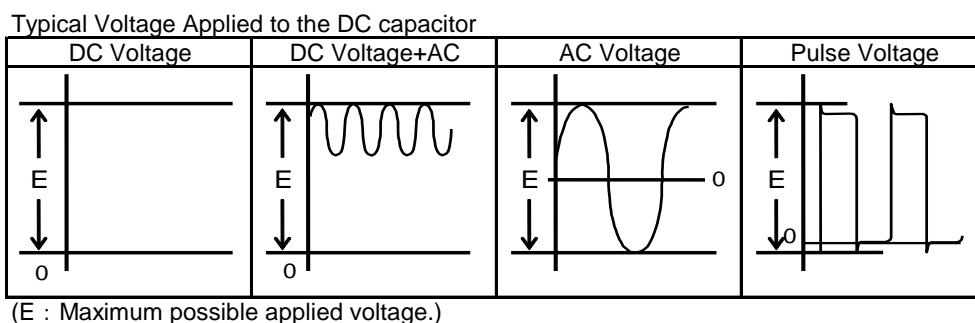 Typical Voltage Applied to the DC capacitor
DC Voltage DC Voltage+AC AC Voltage Pulse Voltage
E E E E
0 0 0 0
(E：Maximum possible applied voltage.)